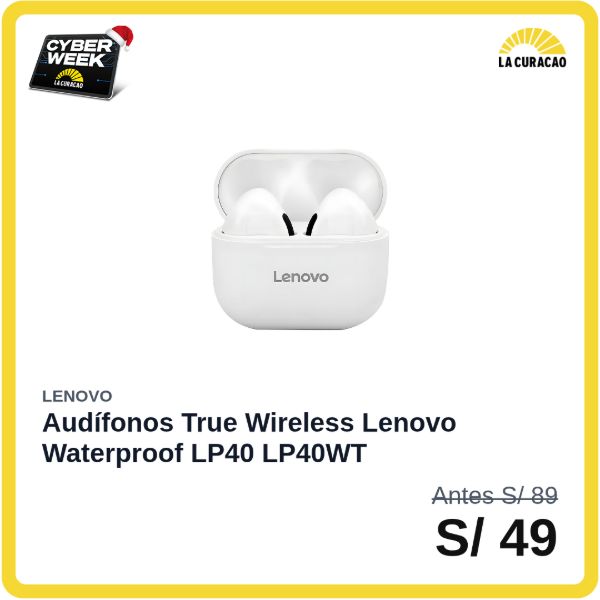 CYBER
WEEK
LA CURACAO
LA CURACAO
Lenovo
LENOVO
Audífonos True Wireless Lenovo
Waterproof LP40 LP40WT
Antes S/ 89
S/ 49